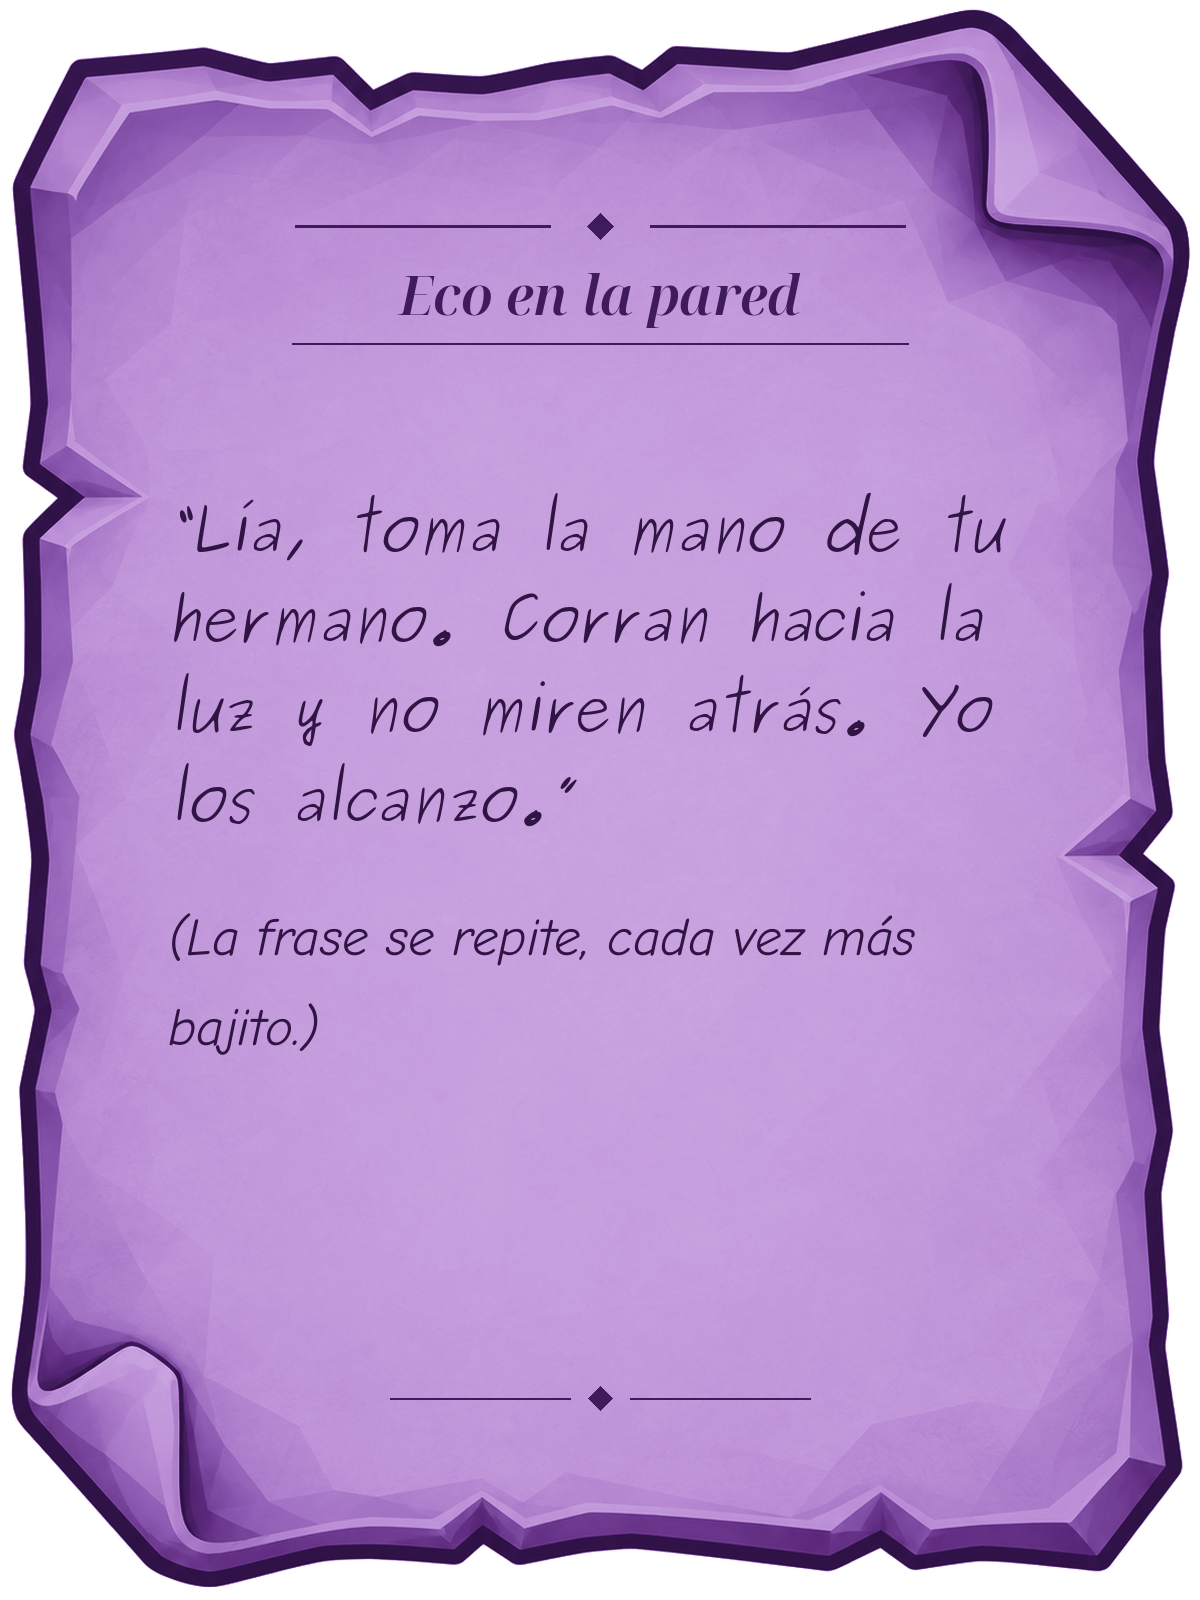 Eco en la pared
"Lía, toma la mano de tu
hermano. Corran hacia la
luz y no miren atrás. Yo
los alcanzo."
(La frase se repite, cada vez más
bajito.)